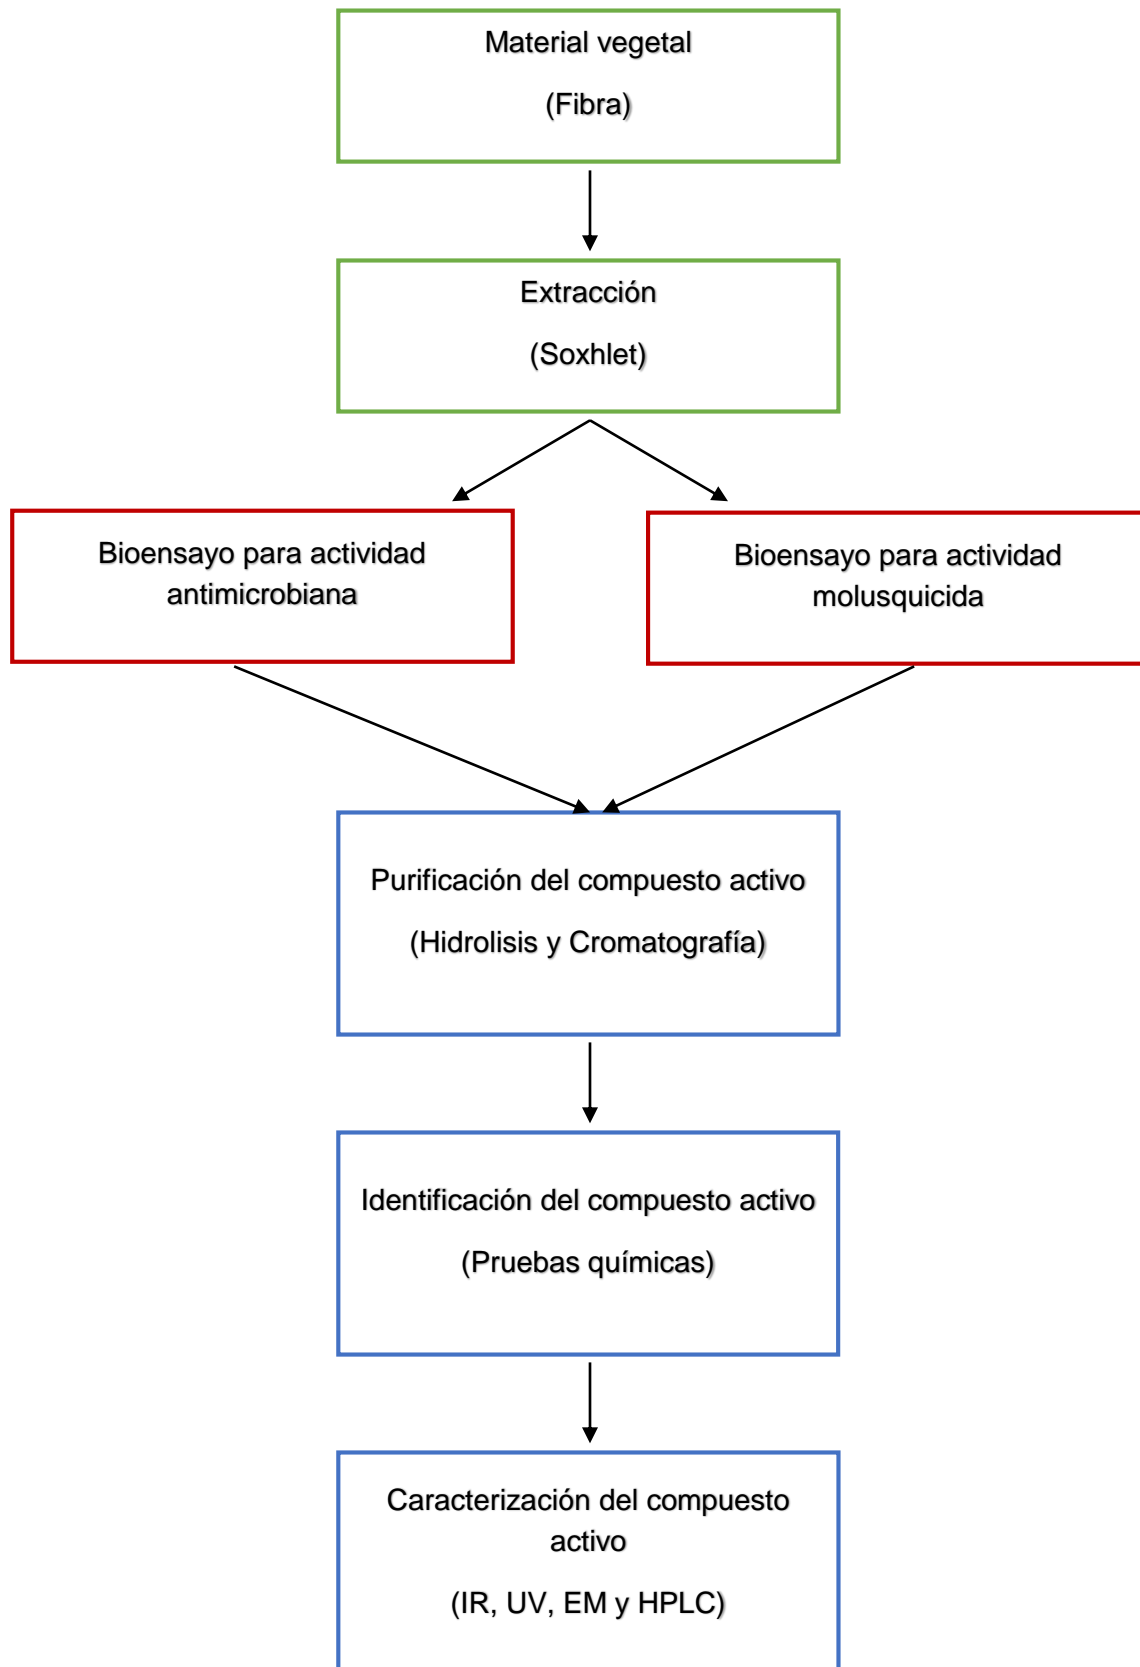 Material vegetal
(Fibra)
Extracción
(Soxhlet)
Bioensayo para actividad
antimicrobiana
Bioensayo para actividad
molusquicida
Purificación del compuesto activo
(Hidrolisis y Cromatografía)
Identificación del compuesto activo
(Pruebas químicas)
Caracterización del compuesto
activo
(IR, UV, EM y HPLC)